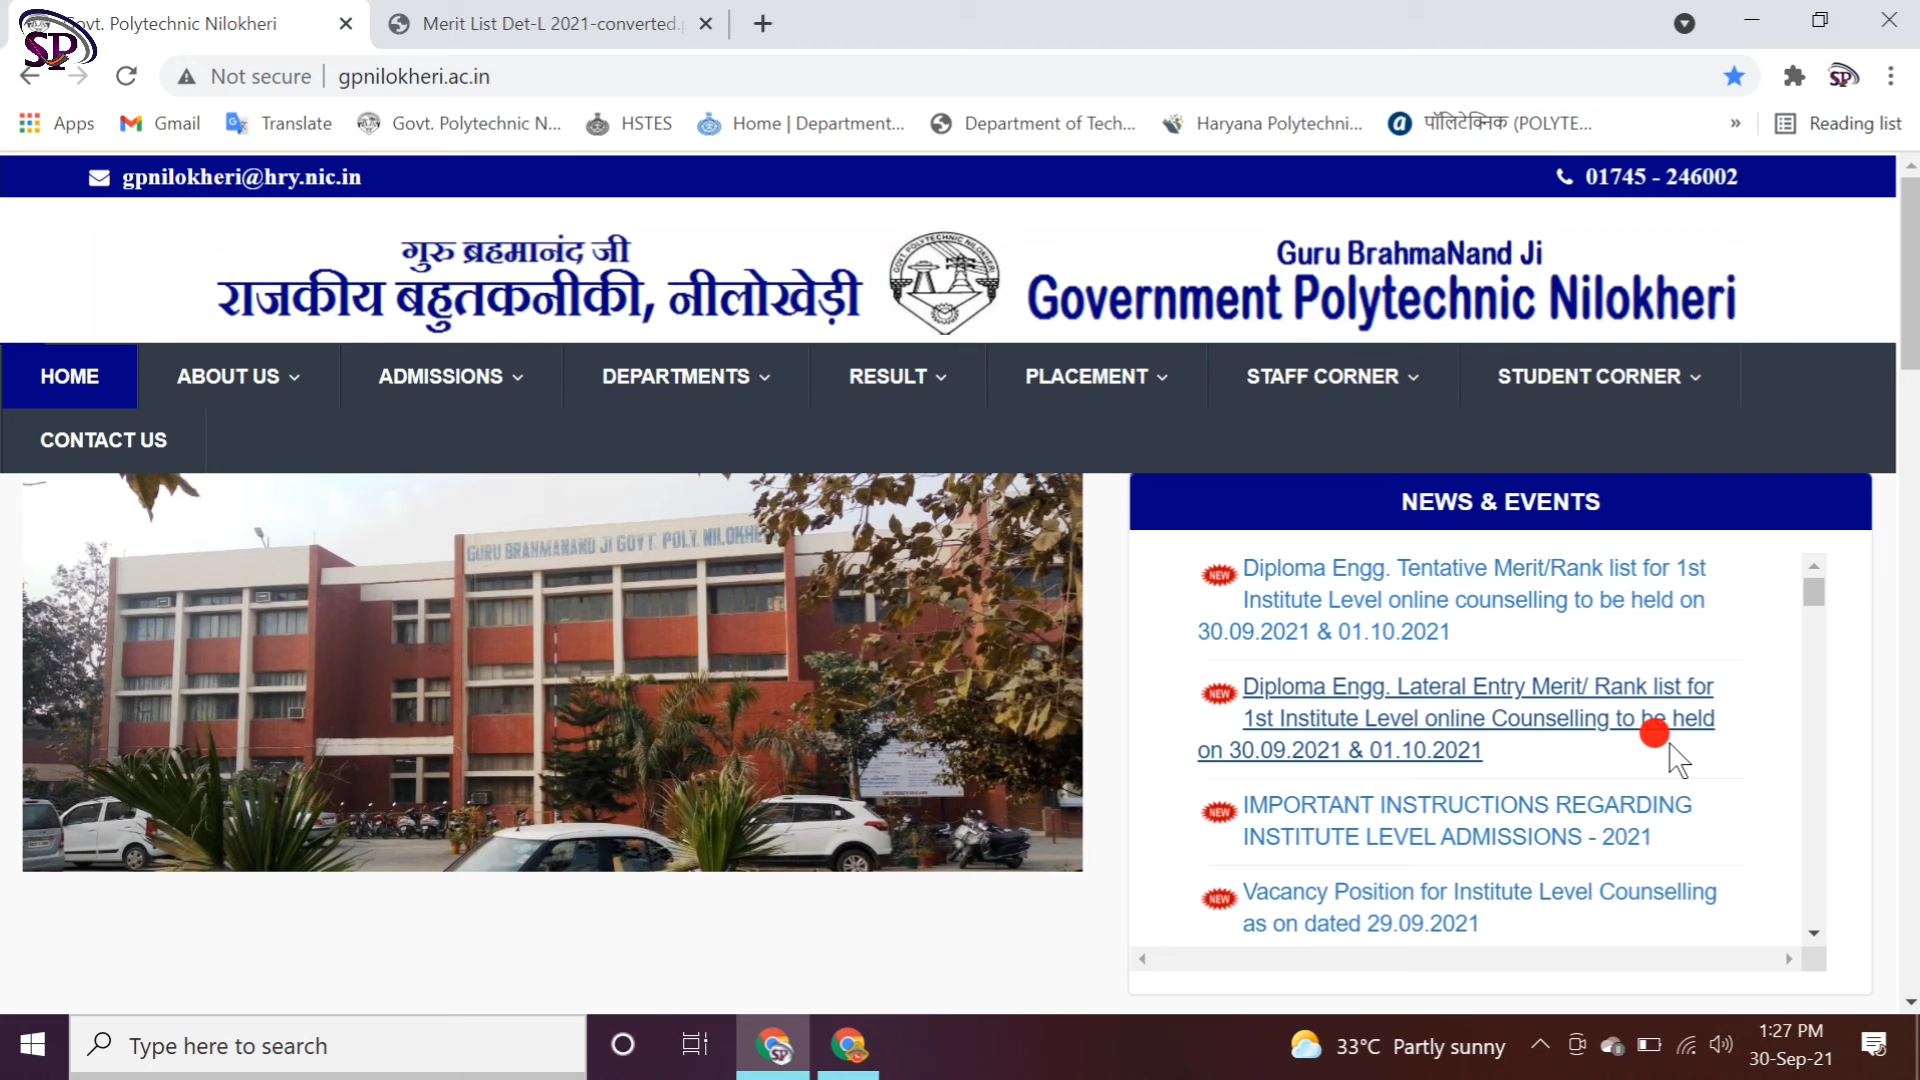 SP
Govt. Polytechnic Nilokheri
Merit List Det-L 2021-converted.p
Not secure
gpnilokheri.ac.in
SP
Apps
Gmail
Translate
Govt. Polytechnic N...
HSTES
Home | Department...
Department of Tech...
Haryana Polytechni...
पॉलिटेक्निक (POLYTE...
»
Reading list
gpnilokheri@hry.nic.in
01745 - 246002
गुरु ब्रहमानंद जी
राजकीय बहुतकनीकी, नीलोखेड़ी
GOVT. POLYTECHNIC NILOKHERI
Guru BrahmaNand Ji
Government Polytechnic Nilokheri
HOME
ABOUT US
ADMISSIONS
DEPARTMENTS
RESULT
PLACEMENT
STAFF CORNER
STUDENT CORNER
CONTACT US
GURU BRAHMANAND JI GOVT. POLY. NILOKHE
NEWS & EVENTS
NEW Diploma Engg. Tentative Merit/Rank list for 1st
Institute Level online counselling to be held on
30.09.2021 & 01.10.2021
NEW Diploma Engg. Lateral Entry Merit/ Rank list for
1st Institute Level online Counselling to be held
on 30.09.2021 & 01.10.2021
NEW IMPORTANT INSTRUCTIONS REGARDING
INSTITUTE LEVEL ADMISSIONS - 2021
NEW Vacancy Position for Institute Level Counselling
as on dated 29.09.2021
Type here to search
33°C Partly sunny
1:27 PM
30-Sep-21